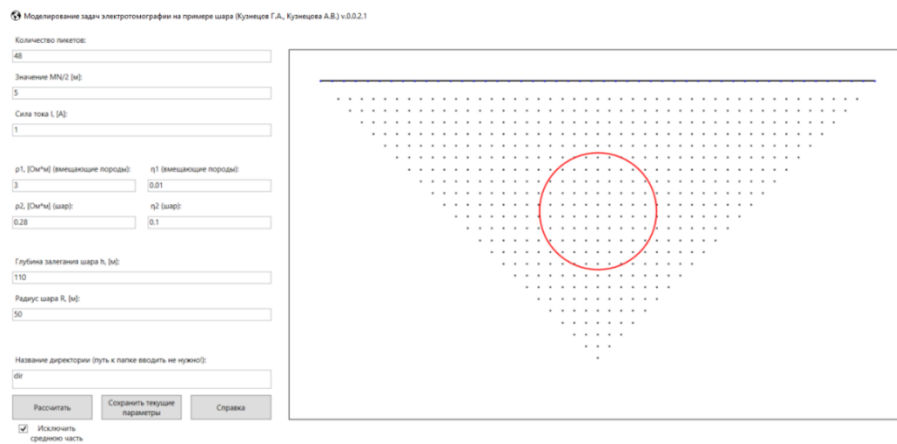 Моделирование задач электротомографии на примере шара (Кузнецов Г.А., Кузнецова А.В.) v.0.0.2.1
Количество пикетов:
48
Значение MN/2 [м]:
5
Сила тока I, [А]:
1
ρ1, [Ом*м] (вмещающие породы):
η1 (вмещающие породы):
3
0.01
ρ2, [Ом*м] (шар):
η2 (шар):
0.28
0.1
Глубина залегания шара h, [м]:
110
Радиус шара R, [м]:
50
Название директории (путь к папке вводить не нужно!):
dir
Рассчитать
Сохранить текущие
параметры
Справка
Исключить
среднюю часть